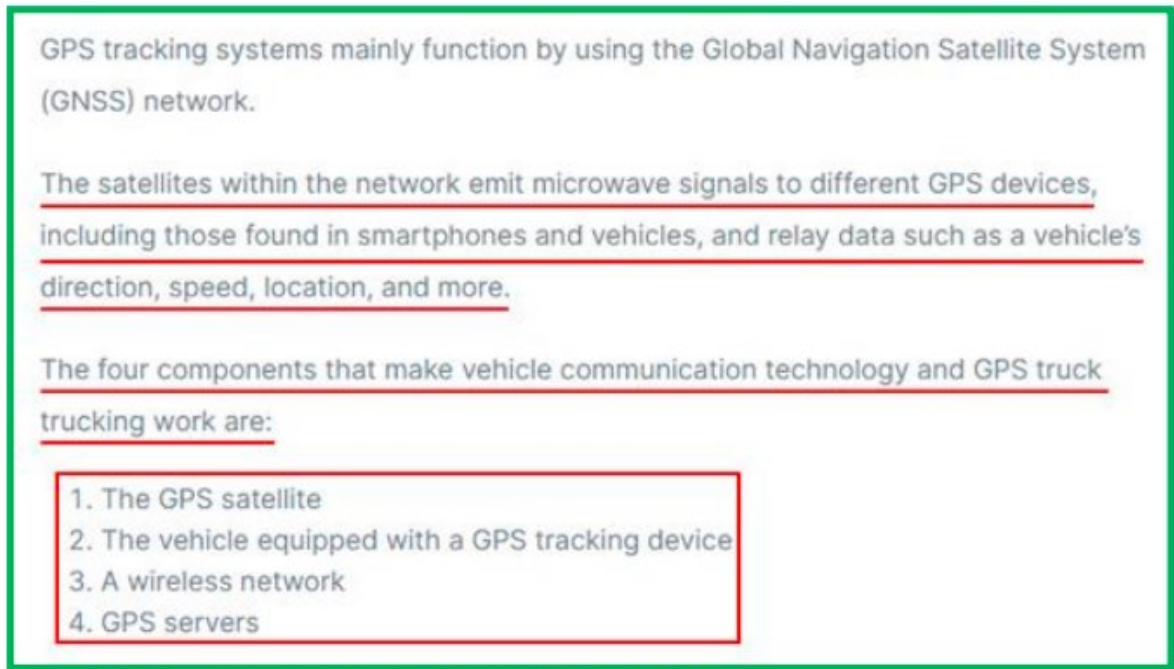 GPS tracking systems mainly function by using the Global Navigation Satellite System
(GNSS) network.
The satellites within the network emit microwave signals to different GPS devices,
including those found in smartphones and vehicles, and relay data such as a vehicle's
direction, speed, location, and more.
The four components that make vehicle communication technology and GPS truck
trucking work are:
1. The GPS satellite
2. The vehicle equipped with a GPS tracking device
3. A wireless network
4. GPS servers